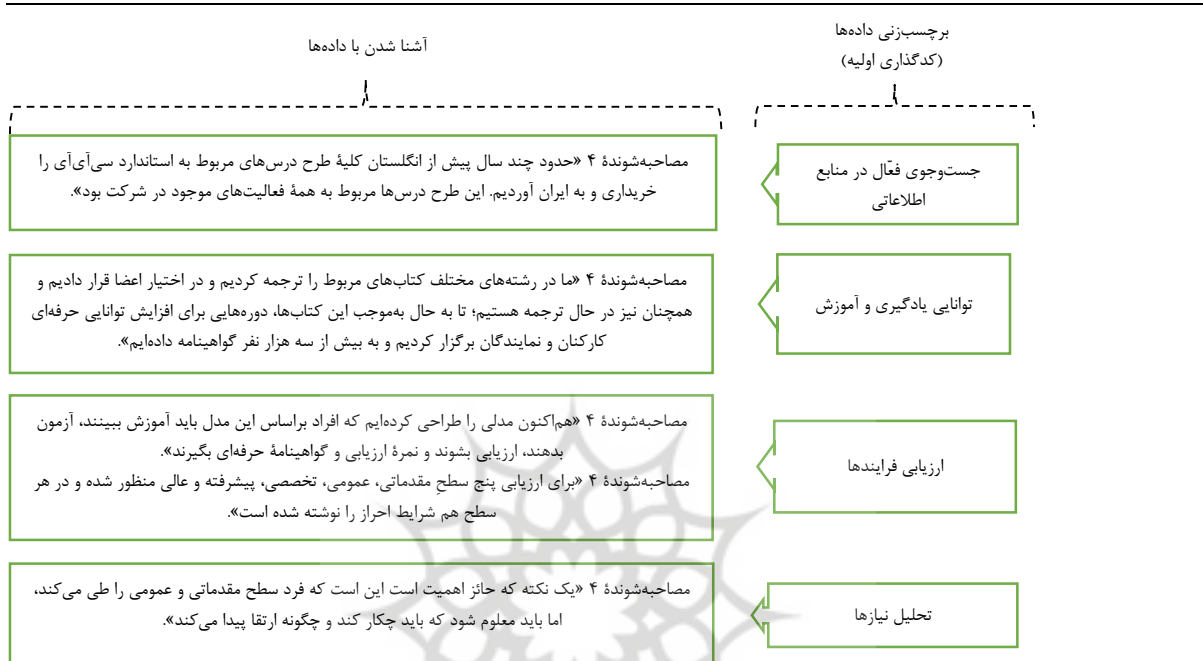 برچسب‌زنی داده‌ها
(کدگذاری اولیه)
آشنا شدن با داده‌ها
جست‌وجوی فعّال در منابع
اطلاعاتی
مصاحبه‌شوندۀ ۴ «حدود چند سال پیش از انگلستان کلیۀ طرح درس‌های مربوط به استاندارد سی‌آی‌آی را
خریداری و به ایران آوردیم. این طرح درس‌ها مربوط به همۀ فعالیت‌های موجود در شرکت بود».
توانایی یادگیری و آموزش
مصاحبه‌شوندۀ ۴ «ما در رشته‌های مختلف کتاب‌های مربوط را ترجمه کردیم و در اختیار اعضا قرار دادیم و
همچنان نیز در حال ترجمه هستیم؛ تا به حال به‌موجب این کتاب‌ها، دوره‌هایی برای افزایش توانایی حرفه‌ای
کارکنان و نمایندگان برگزار کردیم و به بیش از سه هزار نفر گواهینامه داده‌ایم».
ارزیابی فرایندها
مصاحبه‌شوندۀ ۴ «هم‌اکنون مدلی را طراحی کرده‌ایم که افراد براساس این مدل باید آموزش ببینند، آزمون
بدهند، ارزیابی بشوند و نمرۀ ارزیابی و گواهینامۀ حرفه‌ای بگیرند».
مصاحبه‌شوندۀ ۴ «برای ارزیابی پنج سطحِ مقدماتی، عمومی، تخصصی، پیشرفته و عالی منظور شده و در هر
سطح هم شرایط احراز را نوشته شده است».
تحلیل نیازها
مصاحبه‌شوندۀ ۴ «یک نکته که حائز اهمیت است این است که فرد سطح مقدماتی و عمومی را طی می‌کند،
اما باید معلوم شود که باید چکار کند و چگونه ارتقا پیدا می‌کند».